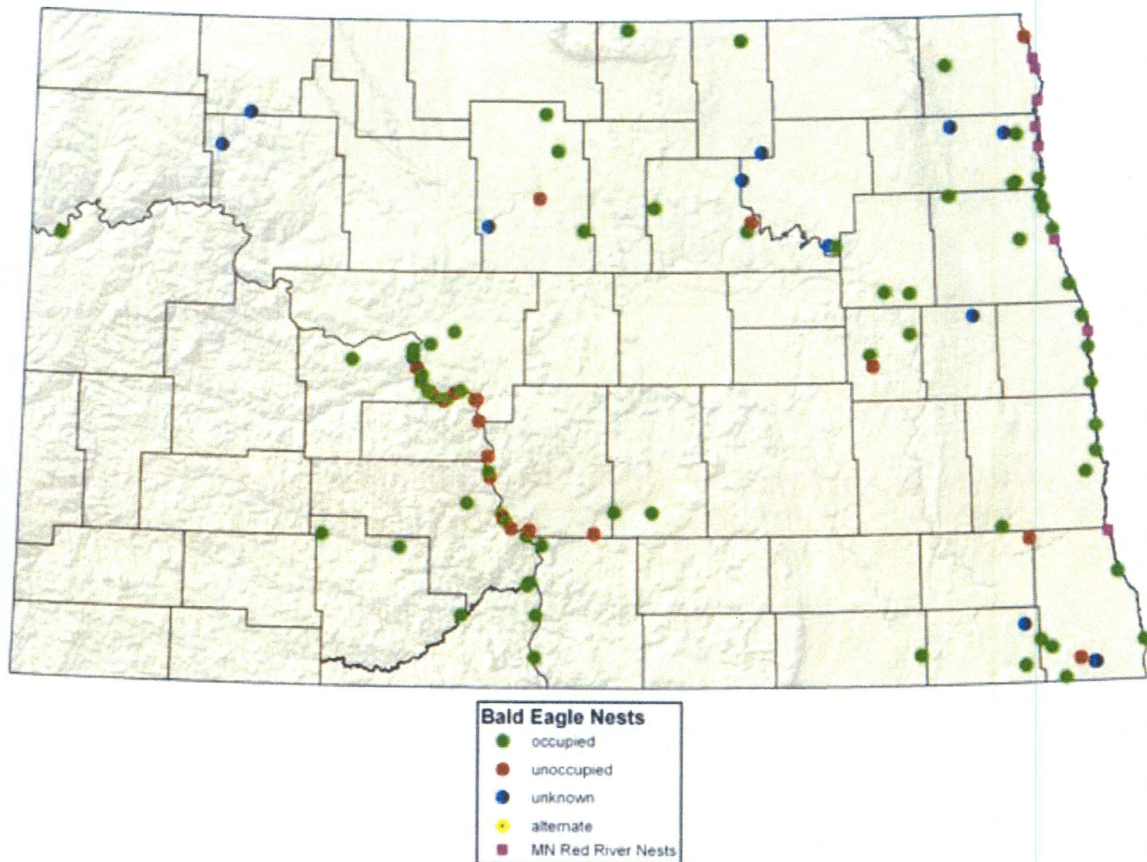 Bald Eagle Nests
occupied
unoccupied
unknown
alternate
MN Red River Nests